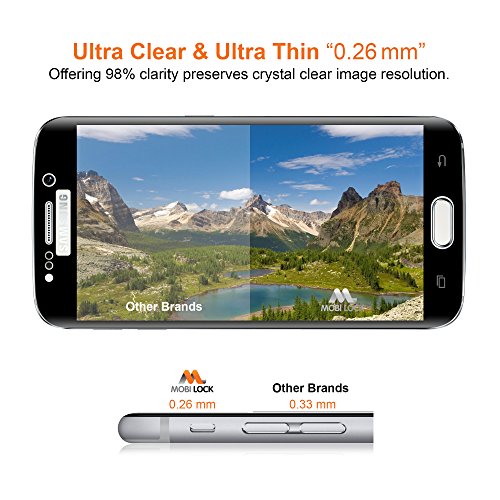 Ultra Clear & Ultra Thin “0.26 mm”
Offering 98% clarity preserves crystal clear image resolution.
SAMSUNG
Other Brands
MOBI LOCK
MOBI LOCK
Other Brands
0.26 mm
0.33 mm